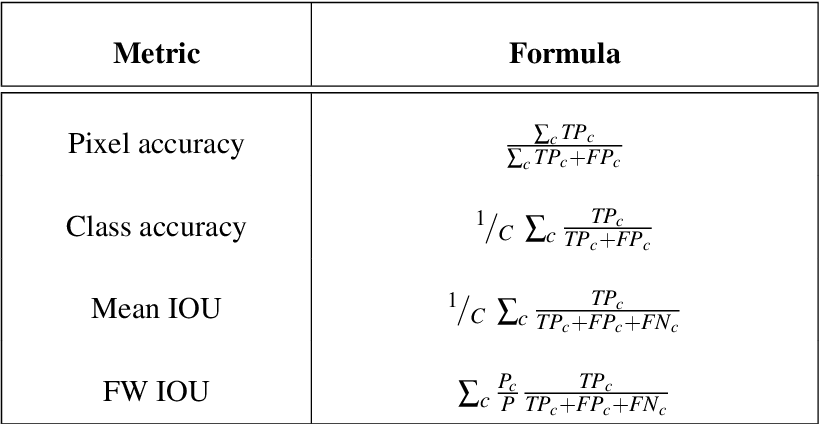 Metric Formula
Pixel accuracy \frac{\sum_c TP_c}{\sum_c TP_c+FP_c}
Class accuracy ^1/_C \sum_c \frac{TP_c}{TP_c+FP_c}
Mean IOU ^1/_C \sum_c \frac{TP_c}{TP_c+FP_c+FN_c}
FW IOU \sum_c \frac{P_c}{P} \frac{TP_c}{TP_c+FP_c+FN_c}